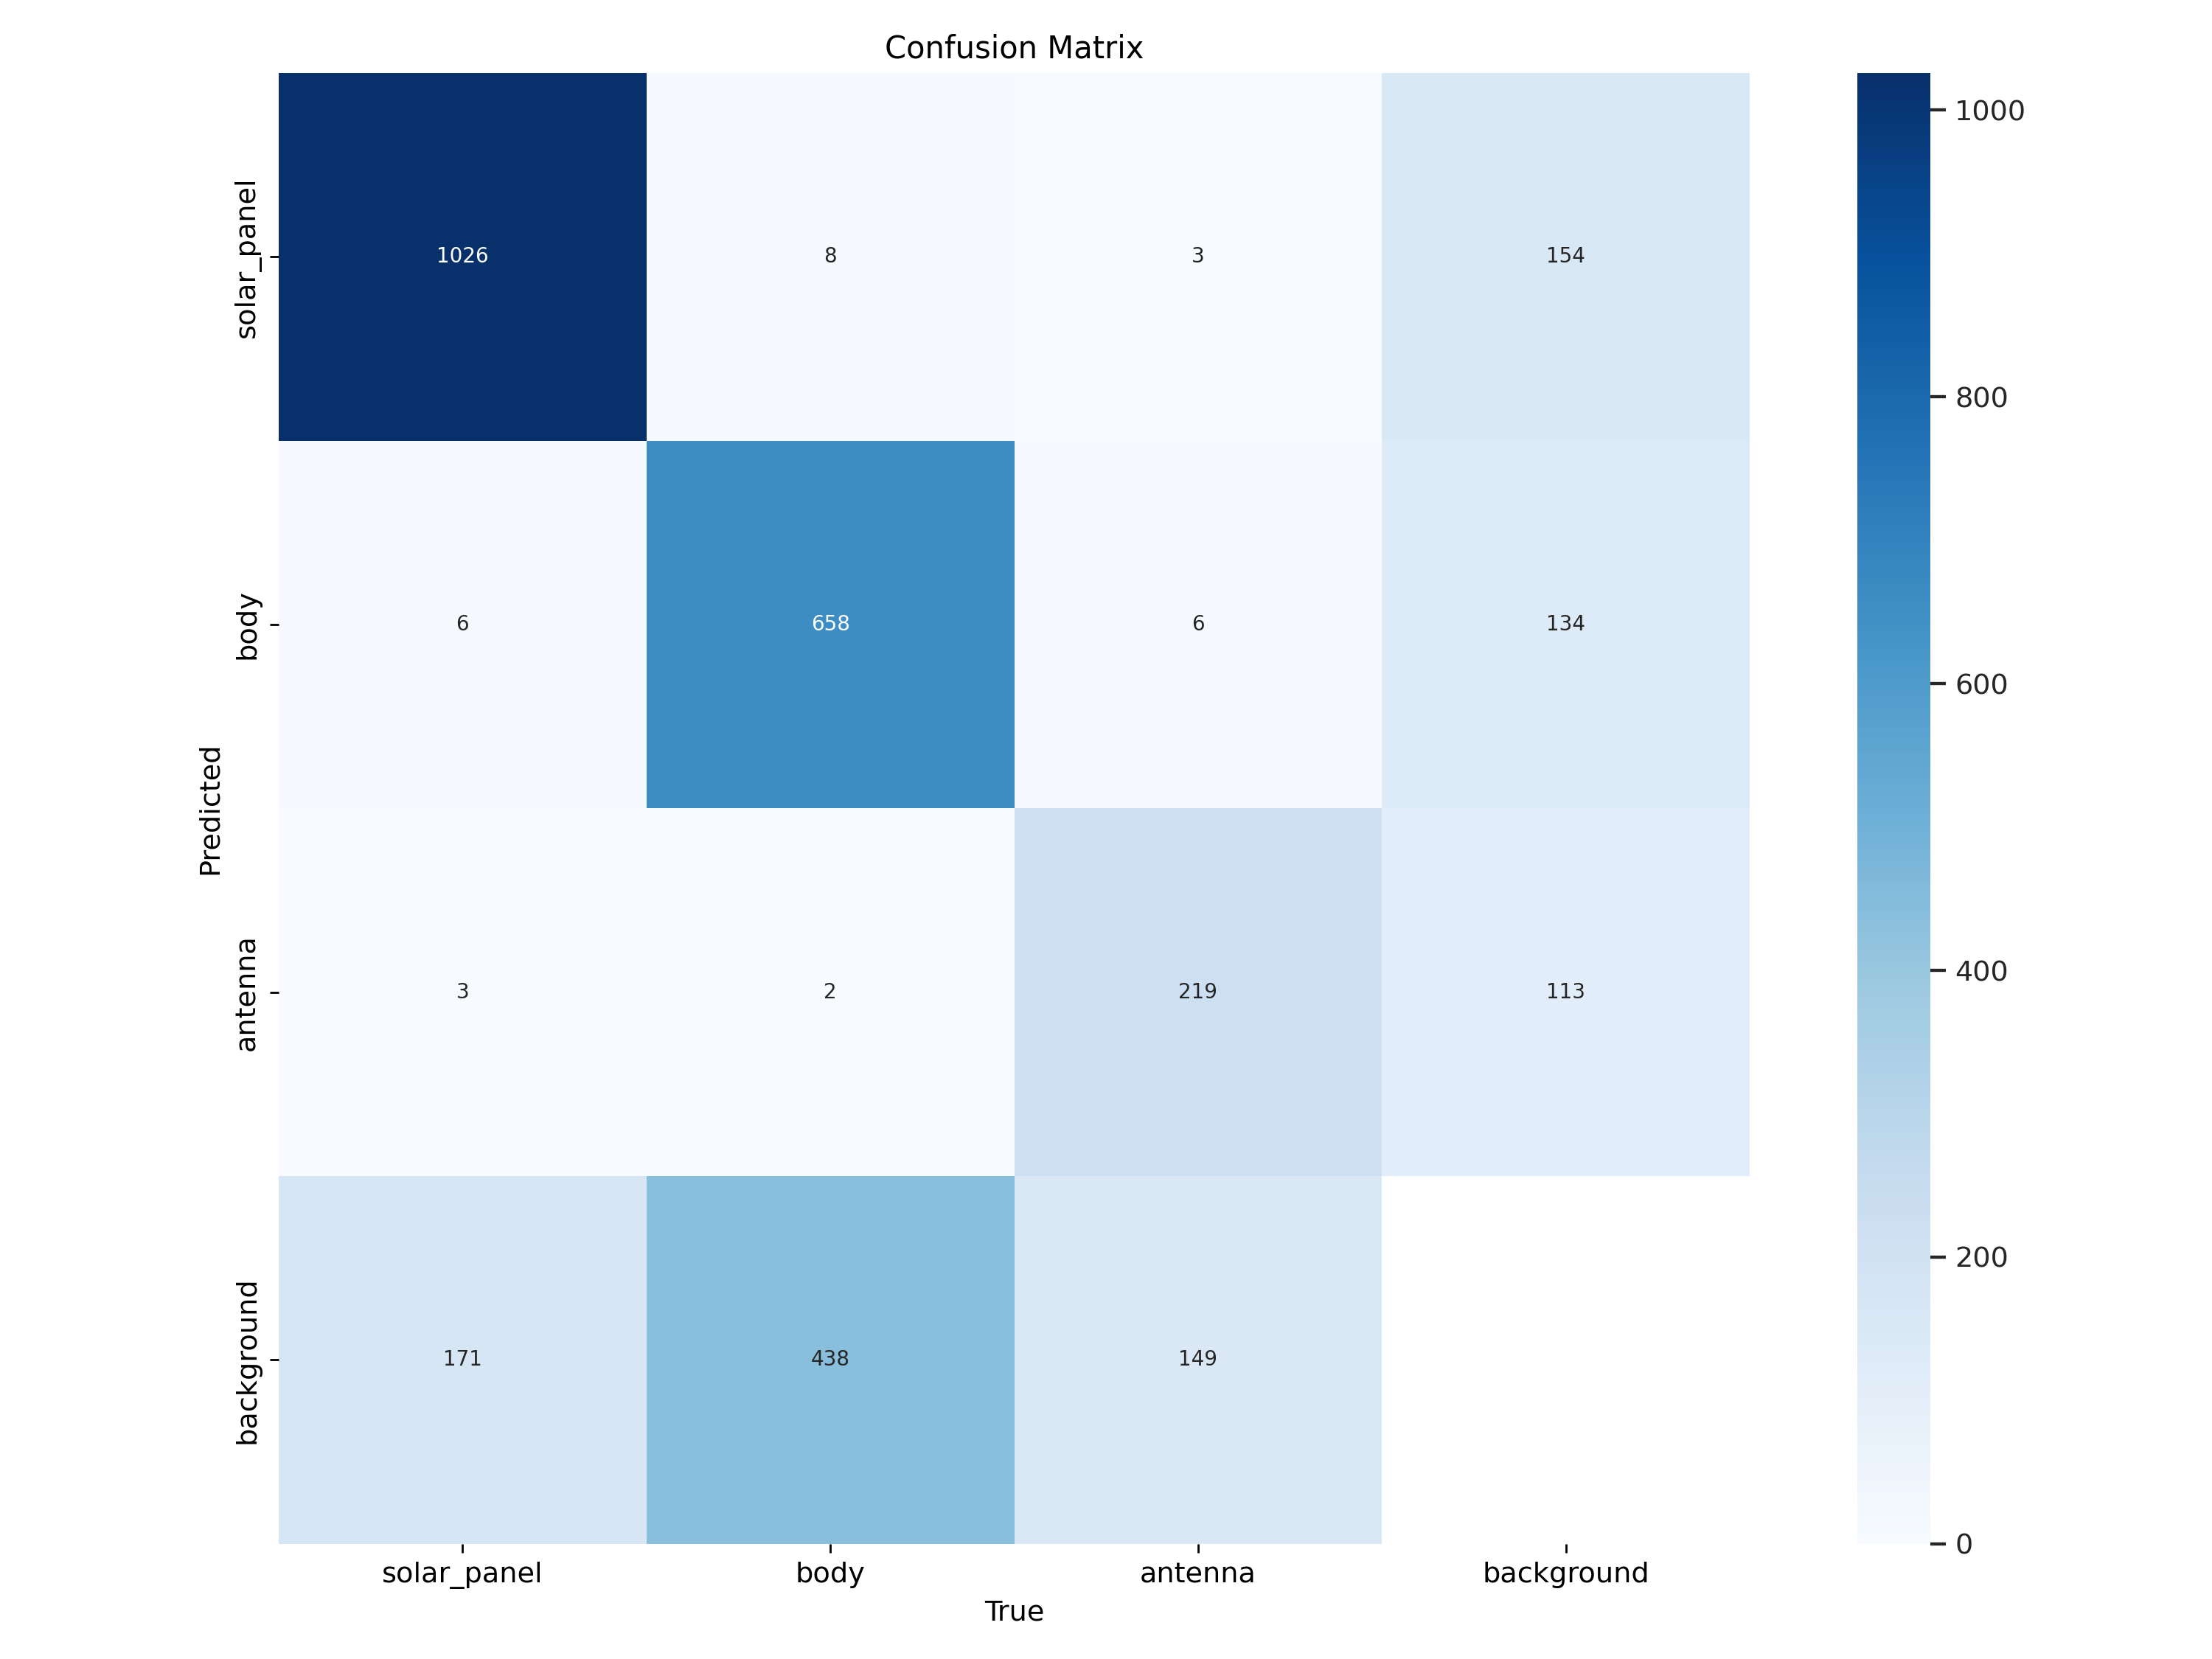 Confusion Matrix
solar_panel
1026
8
3
154
body
6
658
6
134
antenna
3
2
219
113
background
171
438
149
solar_panel
body
antenna
background
True
Predicted
1000
800
600
400
200
0